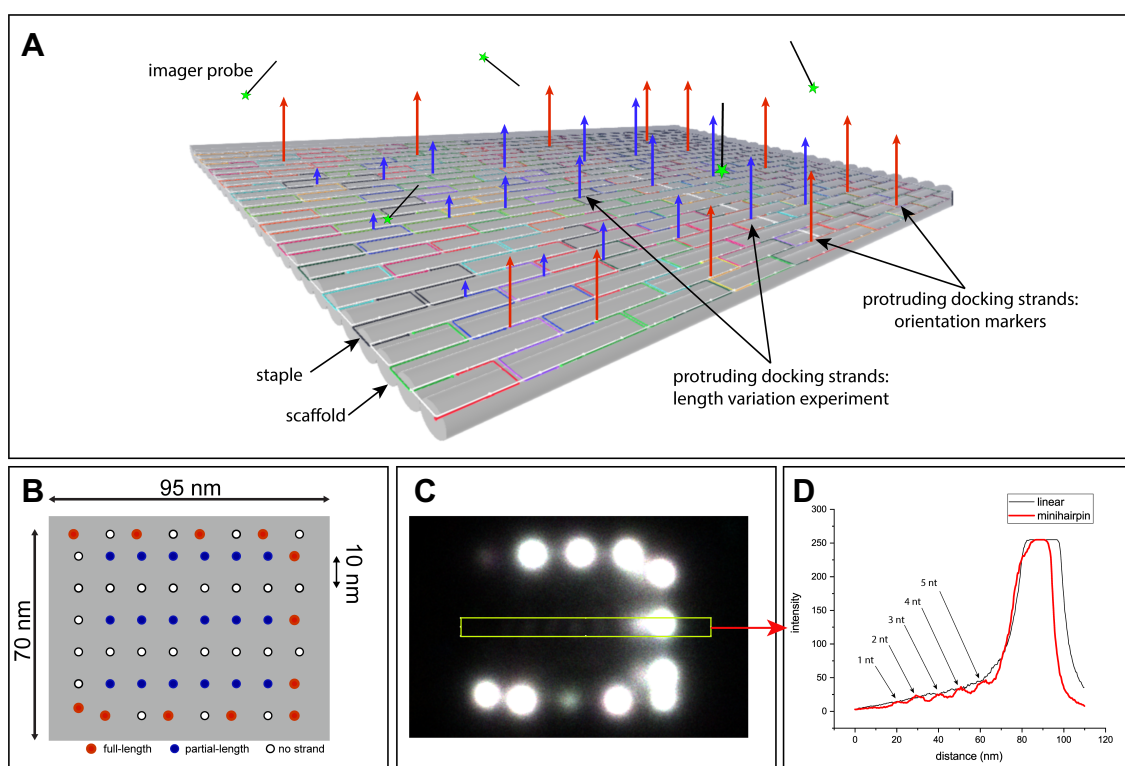 A
imager probe
protruding docking strands:
orientation markers
protruding docking strands:
length variation experiment
staple
scaffold
B
95 nm
70 nm
10 nm
full-length
partial-length
no strand
C
D
linear
minihairpin
300
250
200
150
100
50
0
intensity
1 nt
2 nt
3 nt
4 nt
5 nt
0
20
40
60
80
100
120
distance (nm)